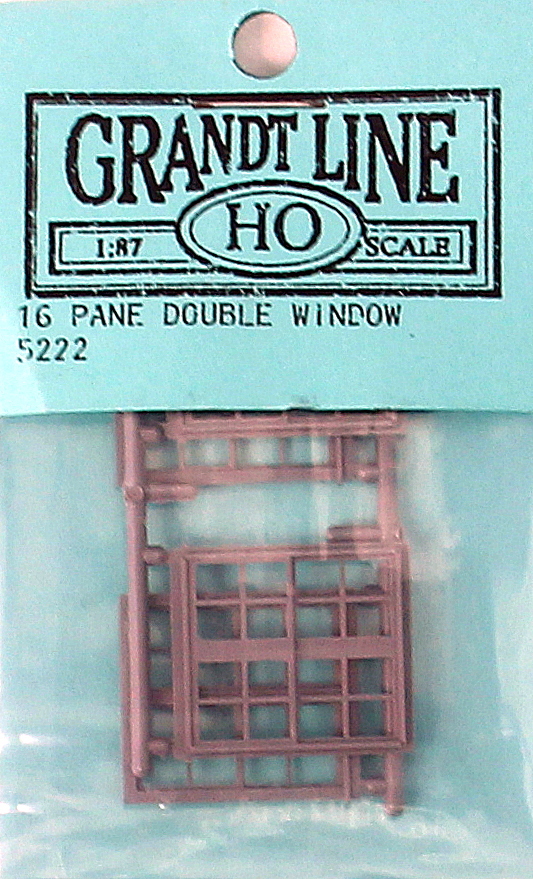 GRANDT LINE
1:87 HO SCALE
16 PANE DOUBLE WINDOW
5222